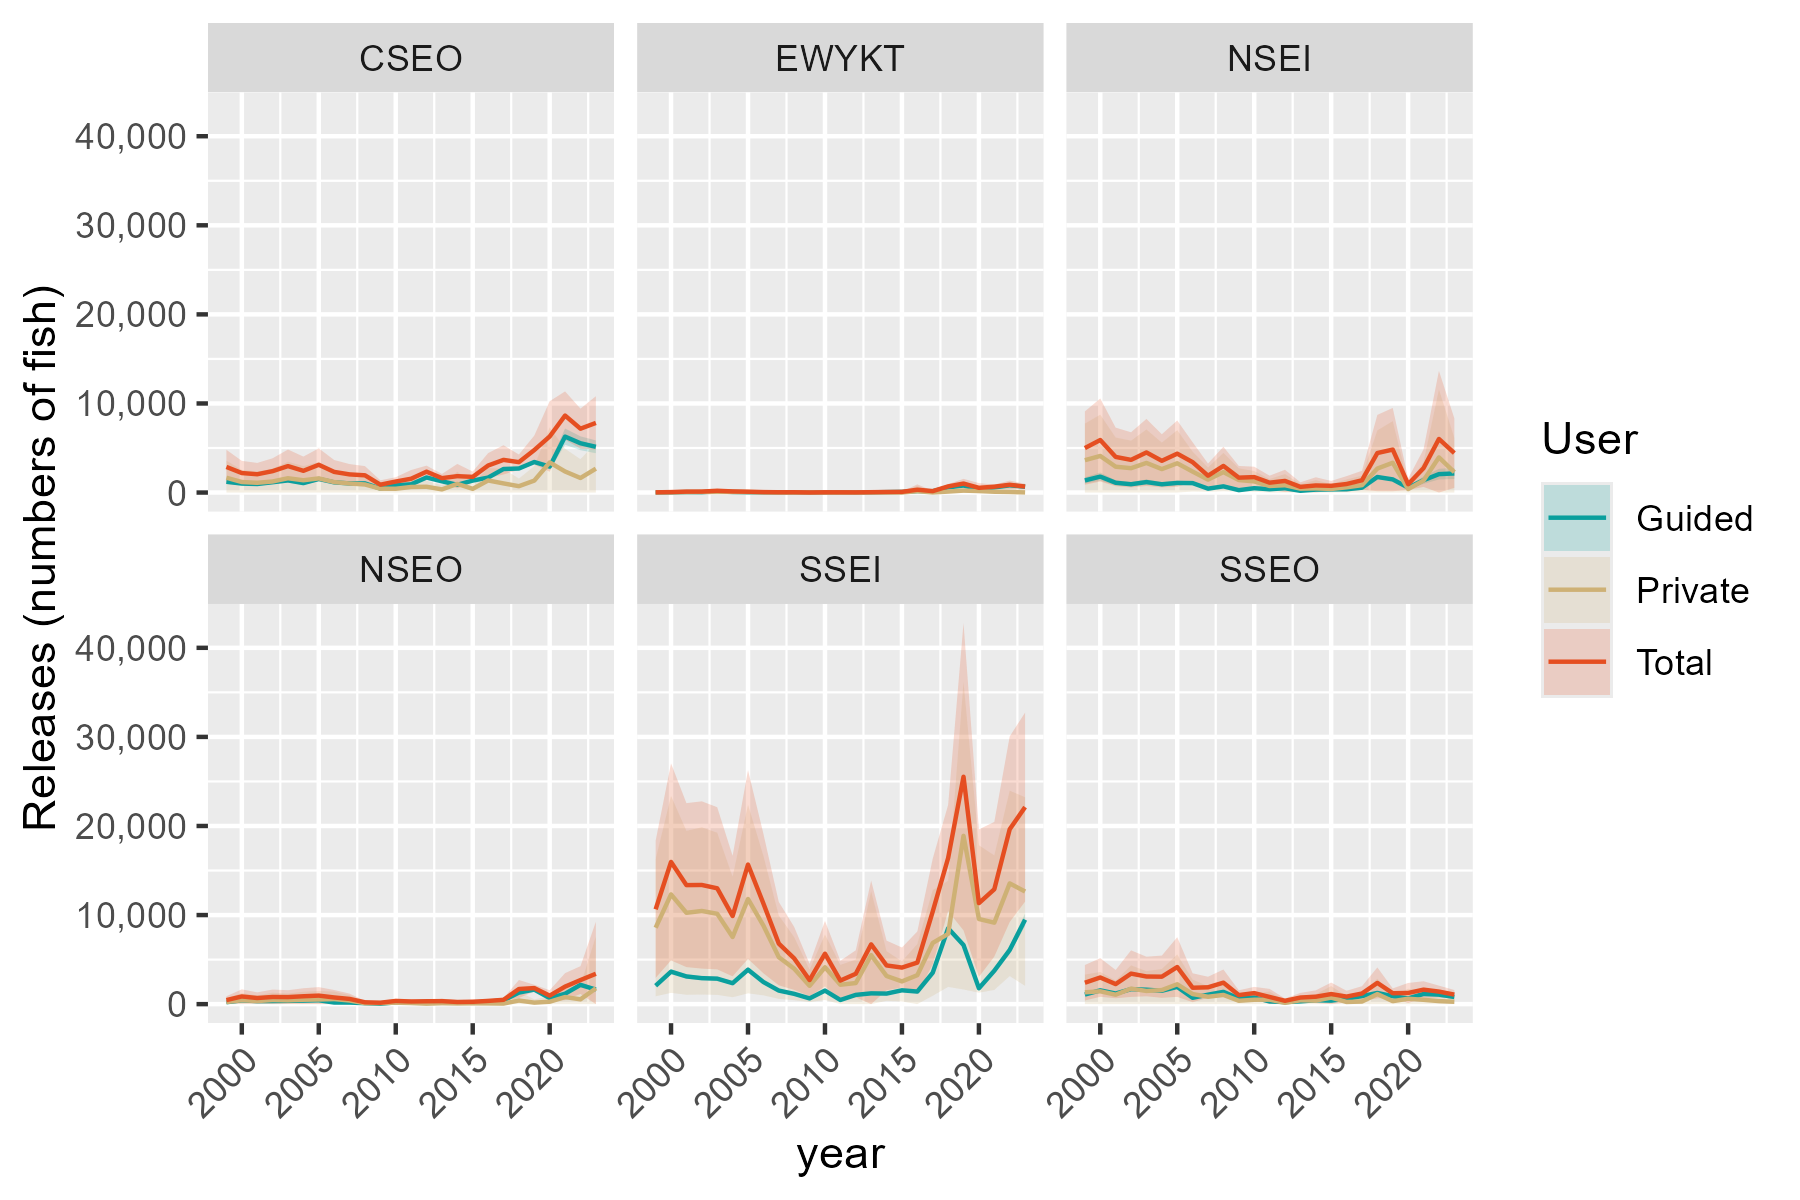 CSEO EWYKT NSEI
40,000
30,000
20,000
10,000
0
NSEO SSEI SSEO
40,000
30,000
20,000
10,000
0
2000 2005 2010 2015 2020 2000 2005 2010 2015 2020 2000 2005 2010 2015 2020
year
Releases (numbers of fish)
User
Guided
Private
Total